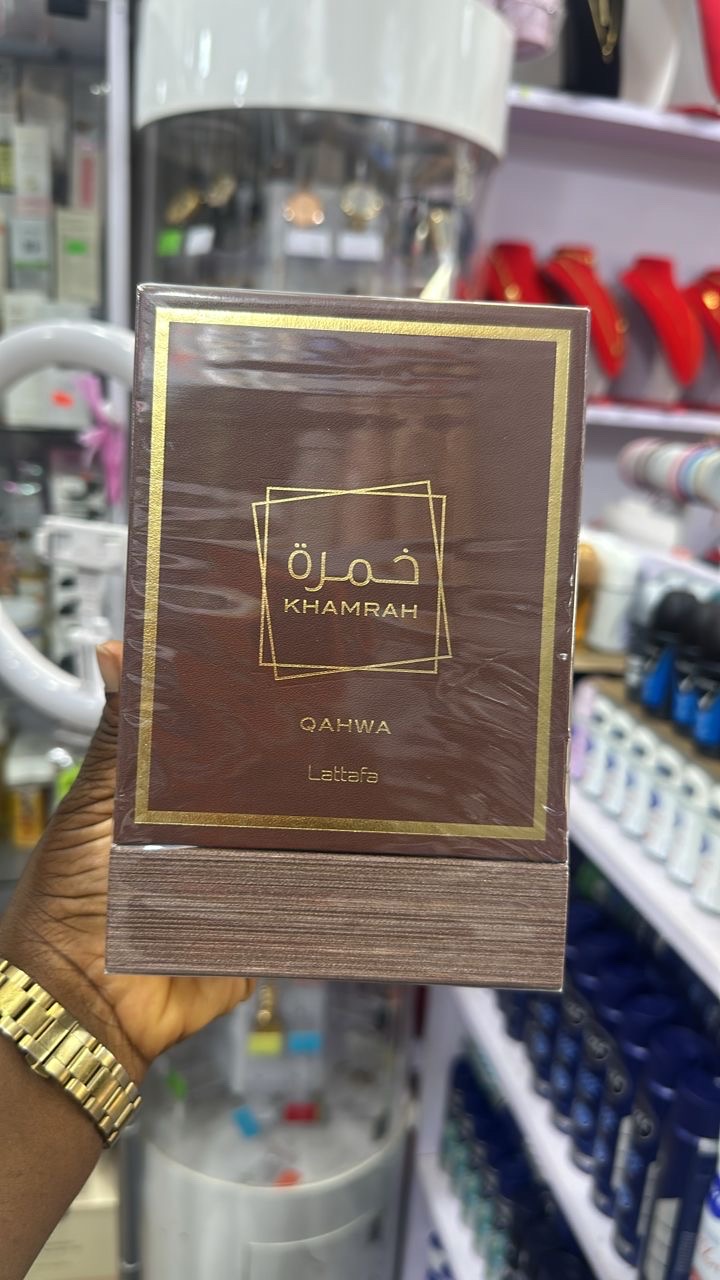 خمرة
KHAMRAH
QAHWA
Lattafa